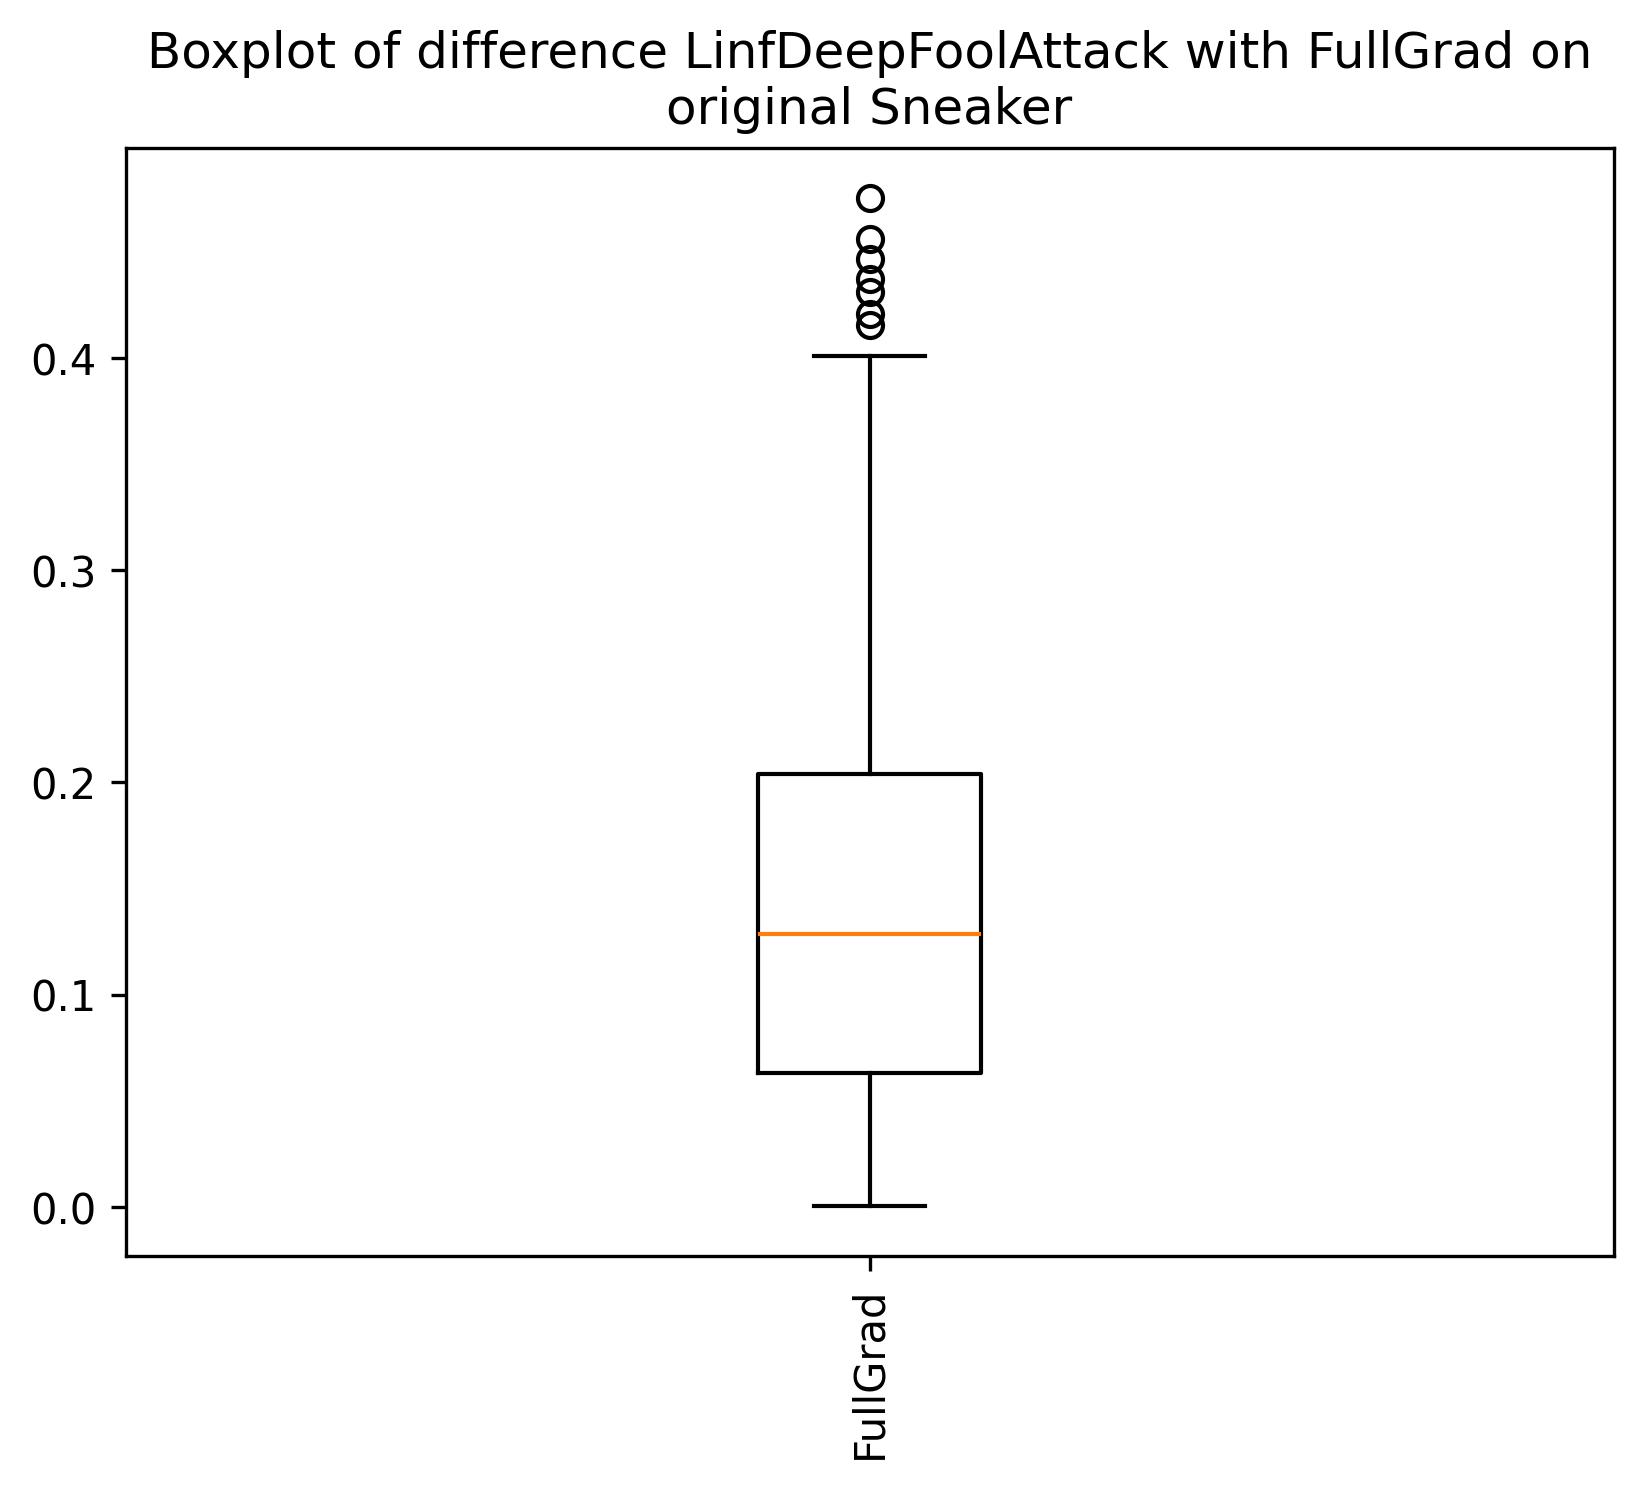 Boxplot of difference LinfDeepFoolAttack with FullGrad on
original Sneaker
0.4
0.3
0.2
0.1
0.0
FullGrad